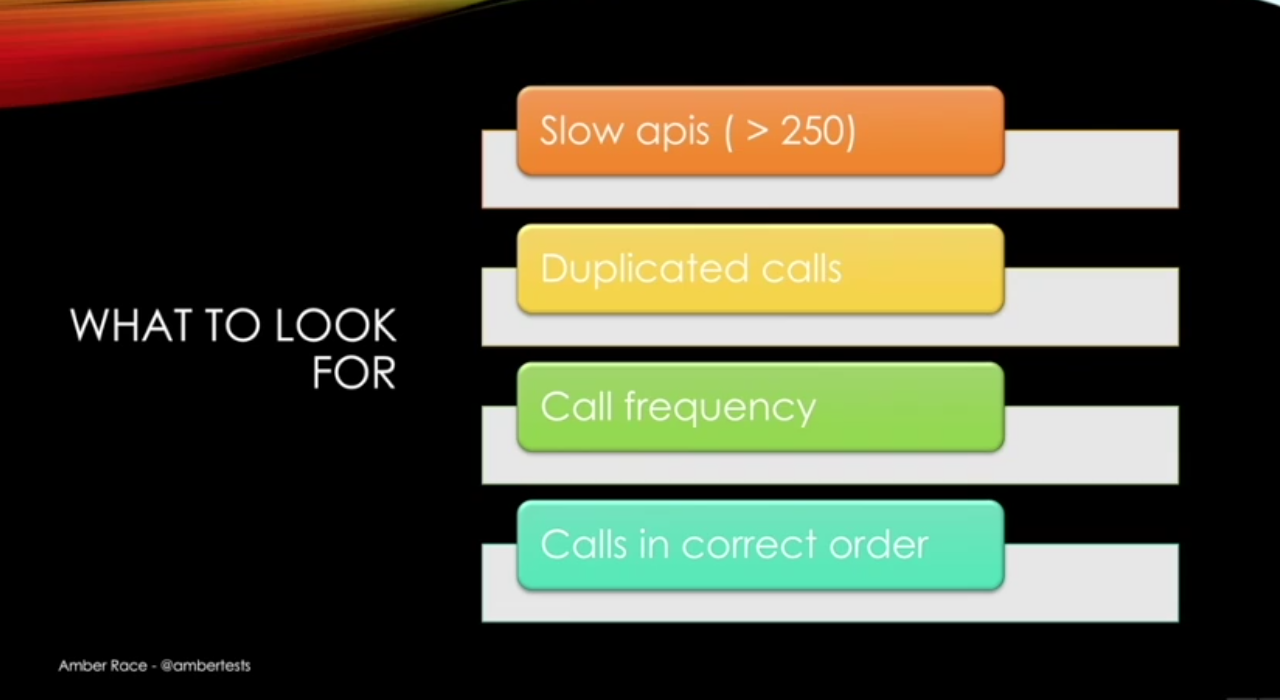 WHAT TO LOOK
FOR
Slow apis ( > 250)
Duplicated calls
Call frequency
Calls in correct order
Amber Race - @ambertests